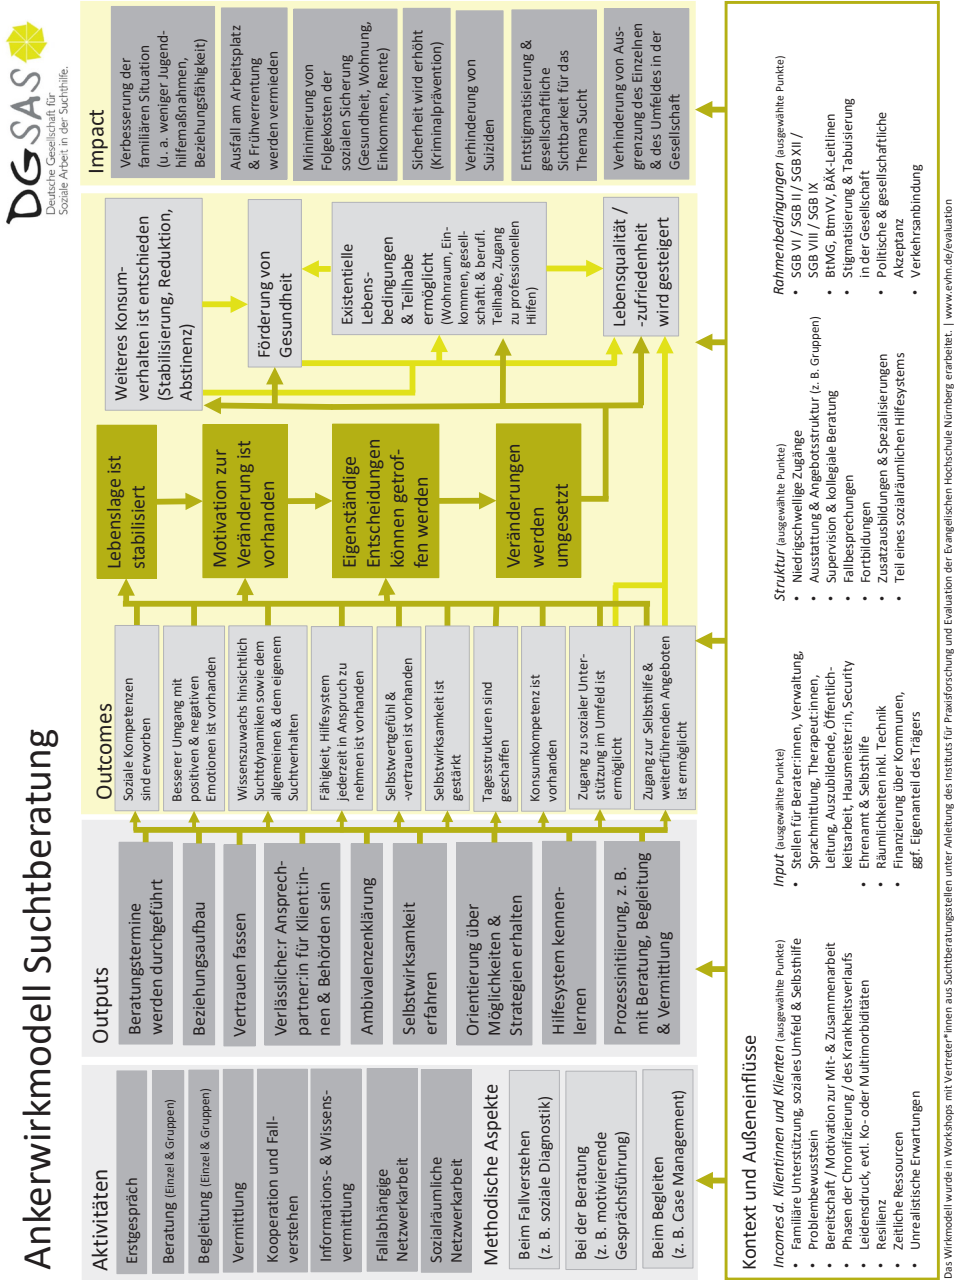 Ankerwirkmodell Suchtberatung
DGSAS
Deutsche Gesellschaft für
Soziale Arbeit in der Suchthilfe.
Aktivitäten
Erstgespräch
Beratung (Einzel & Gruppen)
Begleitung (Einzel & Gruppen)
Vermittlung
Kooperation und Fall-
verstehen
Informations- & Wissens-
vermittlung
Fallabhängige
Netzwerkarbeit
Sozialräumliche
Netzwerkarbeit
Methodische Aspekte
Beim Fallverstehen
(z. B. soziale Diagnostik)
Bei der Beratung
(z. B. motivierende
Gesprächsführung)
Beim Begleiten
(z. B. Case Management)
Outputs
Beratungstermine
werden durchgeführt
Beziehungsaufbau
Vertrauen fassen
Verlässliche:r Ansprech-
partner:in für Klient:in-
nen & Behörden sein
Ambivalenzenklärung
Selbstwirksamkeit
erfahren
Orientierung über
Möglichkeiten &
Strategien erhalten
Hilfesystem kennen-
lernen
Prozessinitiierung, z. B.
mit Beratung, Begleitung
& Vermittlung
Outcomes
Soziale Kompetenzen
sind erworben
Besserer Umgang mit
positiven & negativen
Emotionen ist vorhanden
Wissenszuwachs hinsichtlich
Suchtdynamiken sowie dem
allgemeinen & dem eigenem
Suchtverhalten
Fähigkeit, Hilfesystem
jederzeit in Anspruch zu
nehmen ist vorhanden
Selbstwertgefühl &
-vertrauen ist vorhanden
Selbstwirksamkeit ist
gestärkt
Tagesstrukturen sind
geschaffen
Konsumkompetenz ist
vorhanden
Zugang zu sozialer Unter-
stützung im Umfeld ist
ermöglicht
Zugang zur Selbsthilfe &
weiterführenden Angeboten
ist ermöglicht
Lebenslage ist
stabilisiert
Motivation zur
Veränderung ist
vorhanden
Eigenständige
Entscheidungen
können getrof-
fen werden
Veränderungen
werden
umgesetzt
Weiteres Konsum-
verhalten ist entschieden
(Stabilisierung, Reduktion,
Abstinenz)
Förderung von
Gesundheit
Existentielle
Lebens-
bedingungen
& Teilhabe
ermöglicht
(Wohnraum, Ein-
kommen, gesell-
schaftl. & berufl.
Teilhabe, Zugang
zu professionellen
Hilfen)
Lebensqualität /
-zufriedenheit
wird gesteigert
Impact
Verbesserung der
familiären Situation
(u. a. weniger Jugend-
hilfemaßnahmen,
Beziehungsfähigkeit)
Ausfall am Arbeitsplatz
& Frühverrentung
werden vermieden
Minimierung von
Folgekosten der
sozialen Sicherung
(Gesundheit, Wohnung,
Einkommen, Rente)
Sicherheit wird erhöht
(Kriminalprävention)
Verhinderung von
Suiziden
Entstigmatisierung &
gesellschaftliche
Sichtbarkeit für das
Thema Sucht
Verhinderung von Aus-
grenzung des Einzelnen
& des Umfeldes in der
Gesellschaft
Kontext und Außeneinflüsse
Incomes d. Klientinnen und Klienten (ausgewählte Punkte)
• Familiäre Unterstützung, soziales Umfeld & Selbsthilfe
• Problembewusstsein
• Bereitschaft / Motivation zur Mit- & Zusammenarbeit
• Phasen der Chronifizierung / des Krankheitsverlaufs
• Leidensdruck, evtl. Ko- oder Multimorbiditäten
• Resilienz
• Zeitliche Ressourcen
• Unrealistische Erwartungen
Input (ausgewählte Punkte)
• Stellen für Berater:innen, Verwaltung,
Sprachmittlung, Therapeut:innen,
Leitung, Auszubildende, Öffentlich-
keitsarbeit, Hausmeister:in, Security
• Ehrenamt & Selbsthilfe
• Räumlichkeiten inkl. Technik
• Finanzierung über Kommunen,
ggf. Eigenanteil des Trägers
Struktur (ausgewählte Punkte)
• Niedrigschwellige Zugänge
• Ausstattung & Angebotsstruktur (z. B. Gruppen)
• Supervision & kollegiale Beratung
• Fallbesprechungen
• Fortbildungen
• Zusatzausbildungen & Spezialisierungen
• Teil eines sozialräumlichen Hilfesystems
Rahmenbedingungen (ausgewählte Punkte)
• SGB VI / SGB II / SGB XII /
SGB VIII / SGB IX
• BtMG, BtmVV, BÄK-Leitlinen
• Stigmatisierung & Tabuisierung
in der Gesellschaft
• Politische & gesellschaftliche
Akzeptanz
• Verkehrsanbindung
Das Wirkmodell wurde in Workshops mit Vertreter*innen aus Suchtberatungsstellen unter Anleitung des Instituts für Praxisforschung und Evaluation der Evangelischen Hochschule Nürnberg erarbeitet. | www.evhn.de/evaluation